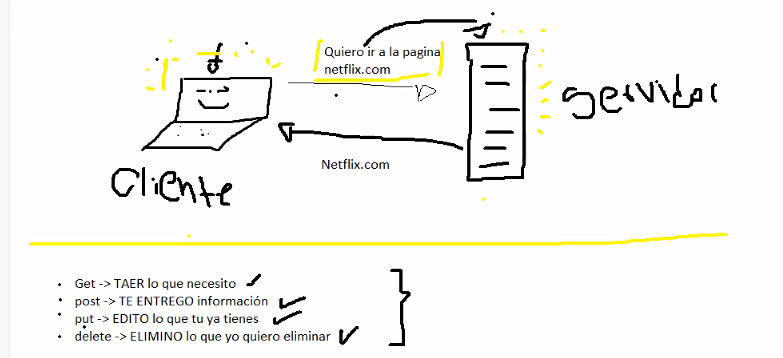 Quiero ir a la pagina
netflix.com
servidor
Netflix.com
Cliente
Get -> TAER lo que necesito
post -> TE ENTREGO información
put -> EDITO lo que tu ya tienes
delete -> ELIMINO lo que yo quiero eliminar